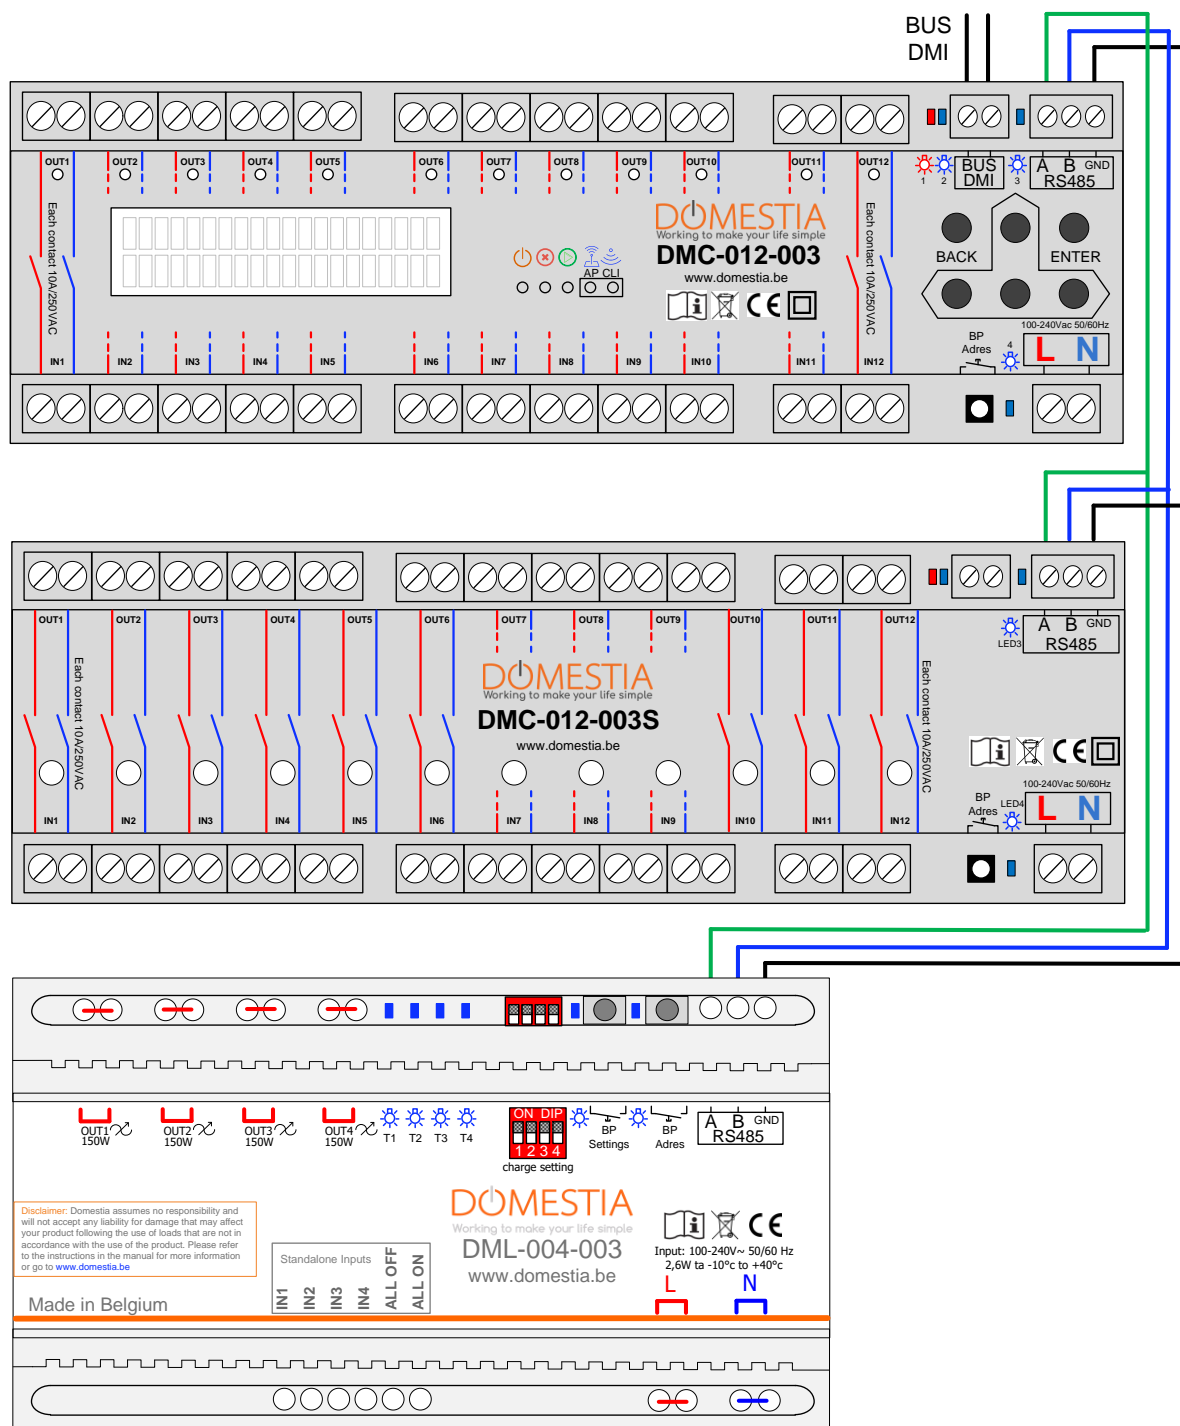 BUS
DMI
OUT1 OUT2 OUT3 OUT4 OUT5 OUT6 OUT7 OUT8 OUT9 OUT10 OUT11 OUT12
1 2 BUS DMI 3 A B GND
RS485
Each contact 10A/250VAC
DOMESTIA
Working to make your life simple
DMC-012-003
www.domestia.be
AP CLI
Each contact 10A/250VAC
BACK ENTER
100-240Vac 50/60Hz
BP
Adres
4
L N
IN1 IN2 IN3 IN4 IN5 IN6 IN7 IN8 IN9 IN10 IN11 IN12
OUT1 OUT2 OUT3 OUT4 OUT5 OUT6 OUT7 OUT8 OUT9 OUT10 OUT11 OUT12
LED3
A B GND
RS485
Each contact 10A/250VAC
DOMESTIA
Working to make your life simple
DMC-012-003S
www.domestia.be
Each contact 10A/250VAC
100-240Vac 50/60Hz
BP
Adres
LED4
L N
IN1 IN2 IN3 IN4 IN5 IN6 IN7 IN8 IN9 IN10 IN11 IN12
OUT1
150W
OUT2
150W
OUT3
150W
OUT4
150W
T1 T2 T3 T4
ON DIP
1 2 3 4
charge setting
BP
Settings
BP
Adres
A B GND
RS485
DOMESTIA
Working to make your life simple
DML-004-003
www.domestia.be
Input: 100-240V~ 50/60 Hz
2,6W ta -10°c to +40°c
L N
Disclaimer: Domestia assumes no responsibility and
will not accept any liability for damage that may affect
your product following the use of loads that are not in
accordance with the use of the product. Please refer
to the instructions in the manual for more information
or go to www.domestia.be
Standalone Inputs
IN1
IN2
IN3
IN4
ALL OFF
ALL ON
Made in Belgium